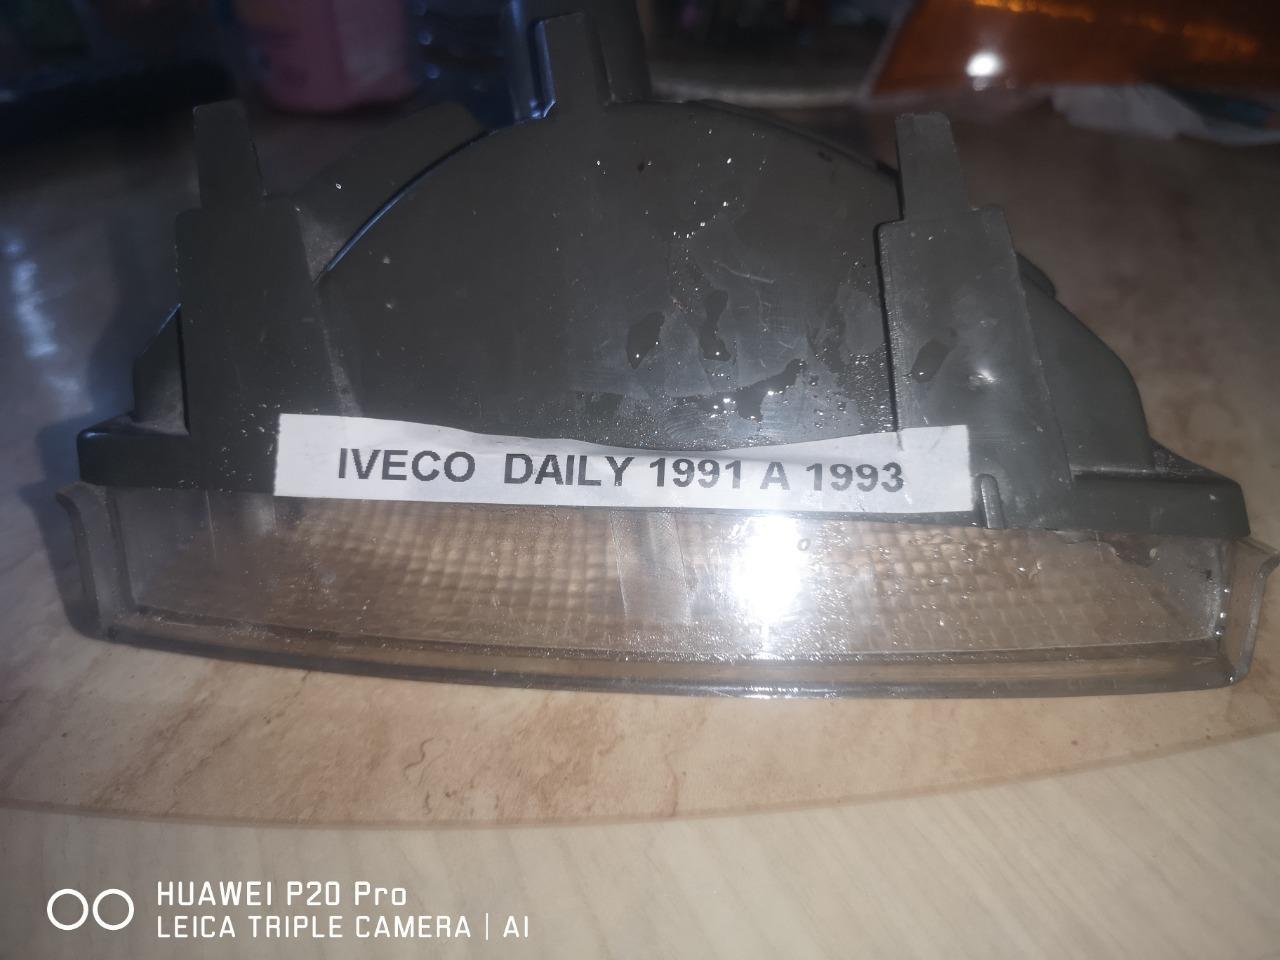 IVECO DAILY 1991 A 1993
HUAWEI P20 Pro
LEICA TRIPLE CAMERA | AI